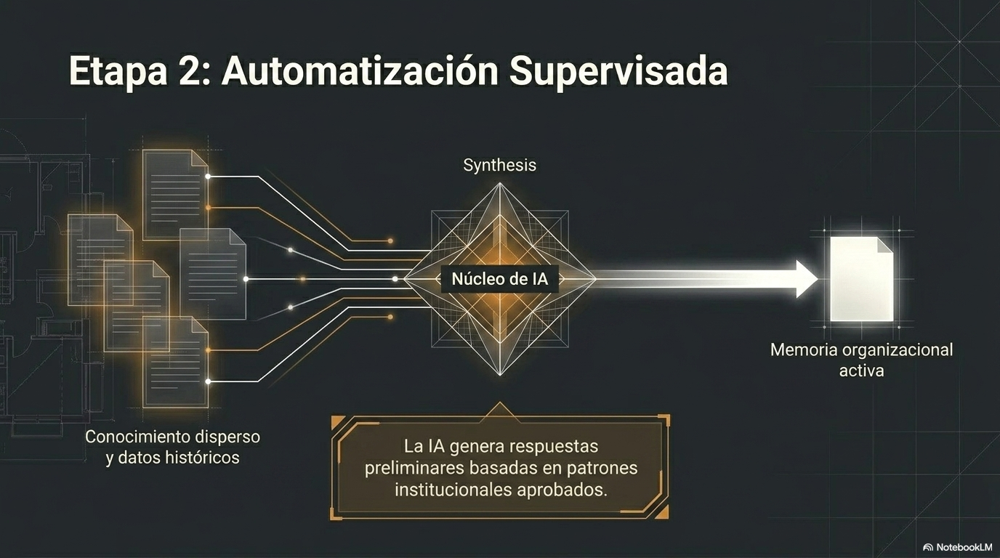 Etapa 2: Automatización Supervisada
Synthesis
Núcleo de IA
Memoria organizacional
activa
Conocimiento disperso
y datos históricos
La IA genera respuestas
preliminares basadas en patrones
institucionales aprobados.
NotebookLM